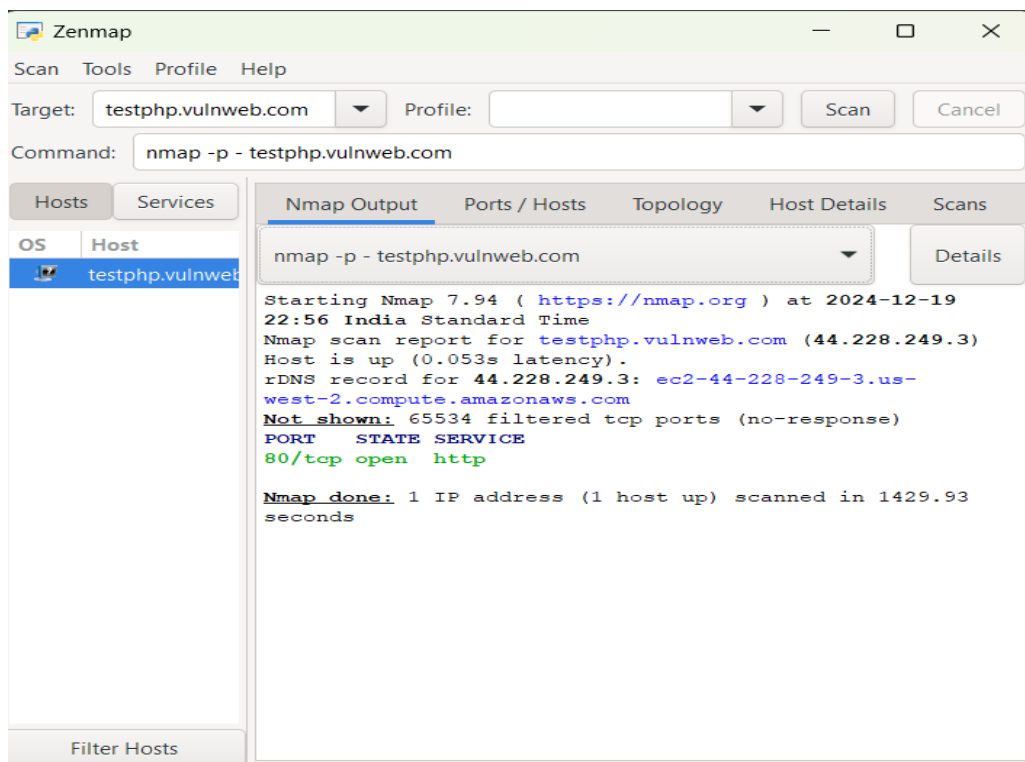 Zenmap
Scan Tools Profile Help
Target: testphp.vulnweb.com Profile: Scan Cancel
Command: nmap -p - testphp.vulnweb.com
Hosts Services Nmap Output Ports / Hosts Topology Host Details Scans
OS Host
nmap -p - testphp.vulnweb.com Details
testphp.vulnweb
Starting Nmap 7.94 ( https://nmap.org ) at 2024-12-19
22:56 India Standard Time
Nmap scan report for testphp.vulnweb.com (44.228.249.3)
Host is up (0.053s latency).
rDNS record for 44.228.249.3: ec2-44-228-249-3.us-
west-2.compute.amazonaws.com
Not shown: 65534 filtered tcp ports (no-response)
PORT STATE SERVICE
80/tcp open http
Nmap done: 1 IP address (1 host up) scanned in 1429.93
seconds
Filter Hosts